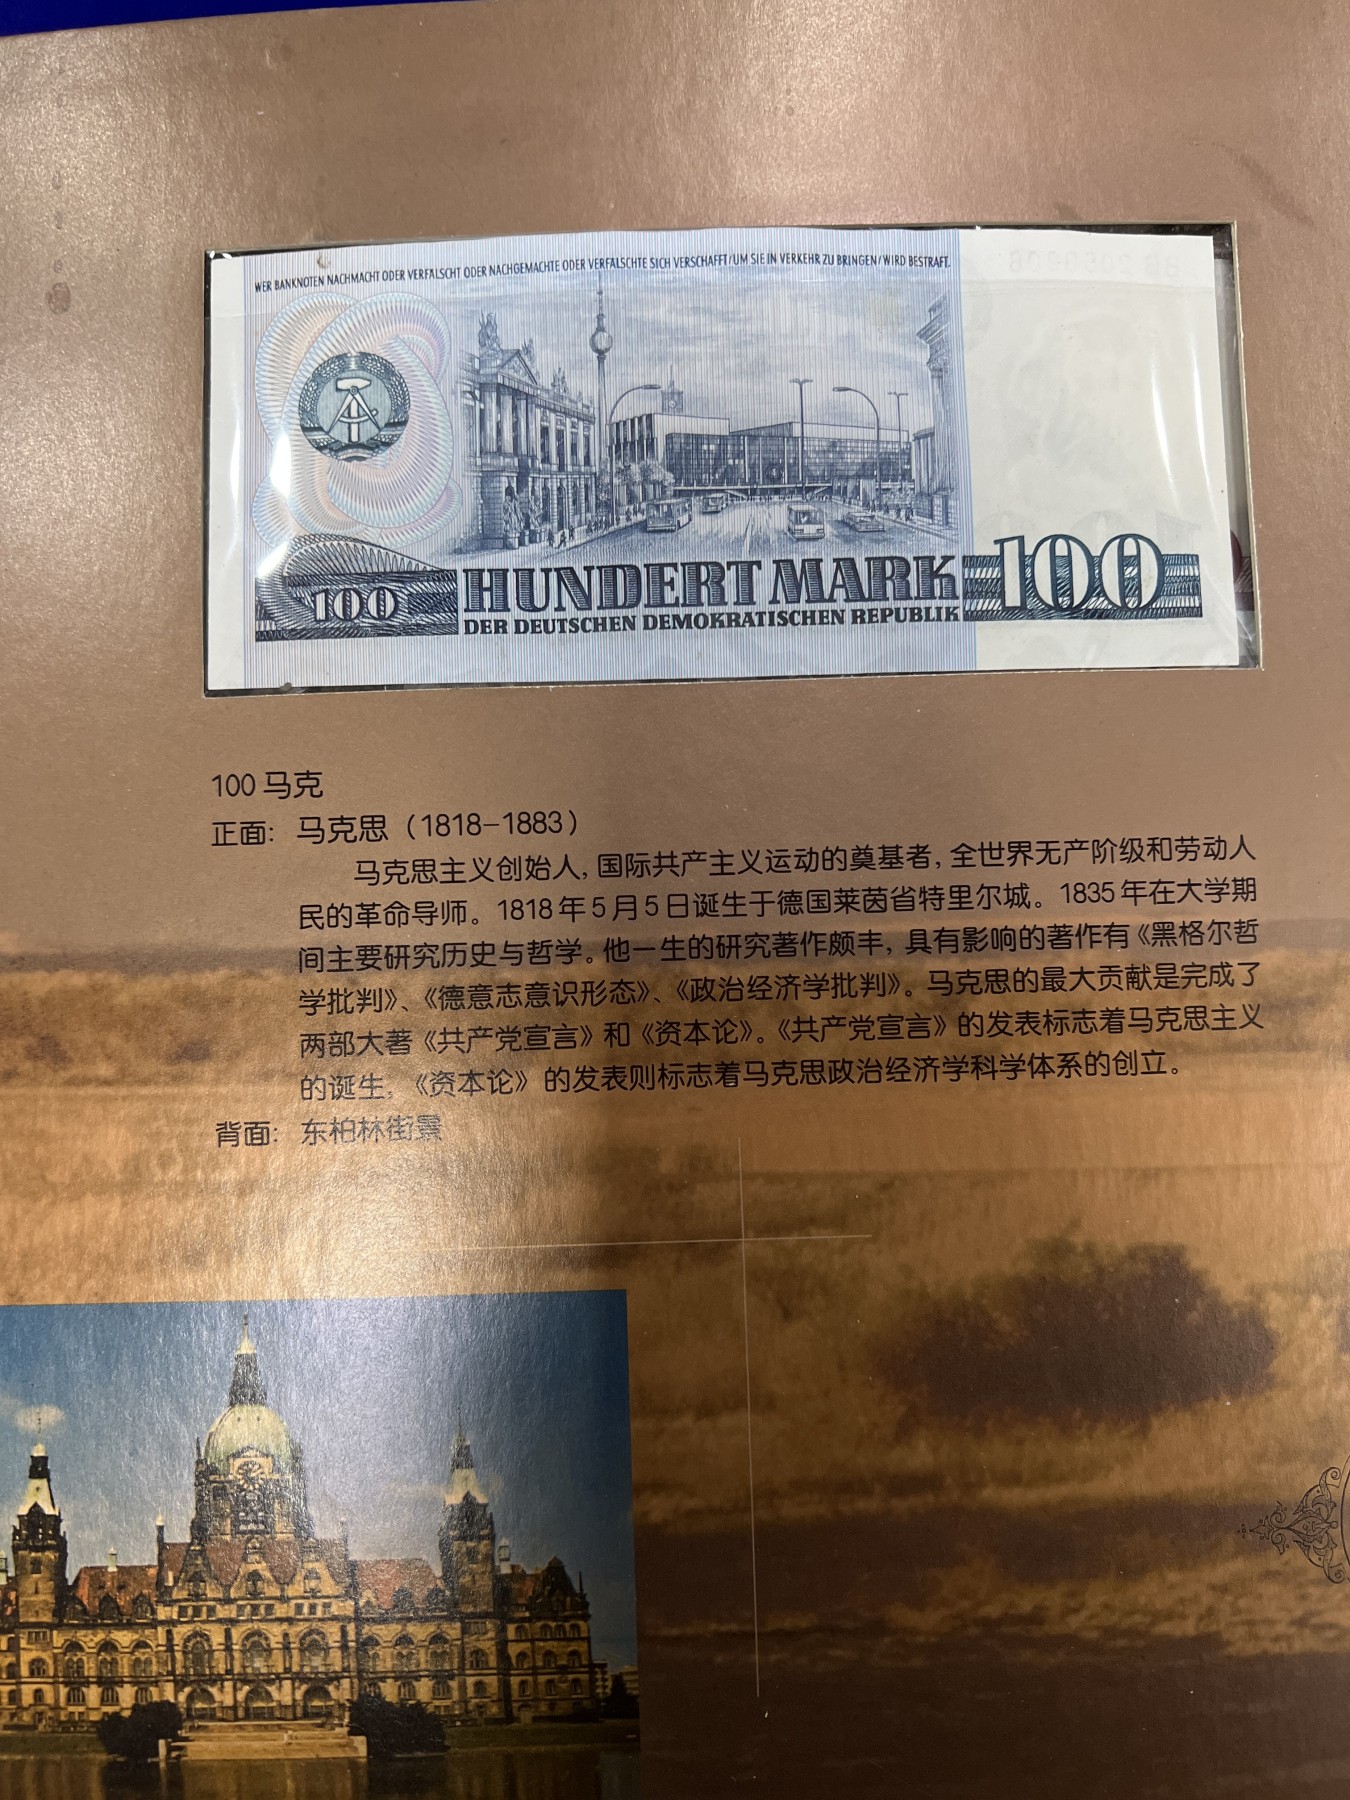 WER BANKNOTEN NACHMACHT ODER VERFÄLSCHT ODER NACHGEMACHTE ODER VERFÄLSCHTE SICH VERSCHAFFT/UM SIE IN VERKEHR ZU BRINGEN/WIRD BESTRAFT.
100
HUNDERT MARK
DER DEUTSCHEN DEMOKRATISCHEN REPUBLIK
100
100 马克
正面：马克思（1818-1883）
马克思主义创始人，国际共产主义运动的奠基者，全世界无产阶级和劳动人
民的革命导师。1818年5月5日诞生于德国莱茵省特里尔城。1835年在大学期
间主要研究历史与哲学。他一生的研究著作颇丰，具有影响的著作有《黑格尔哲
学批判》、《德意志意识形态》、《政治经济学批判》。马克思的最大贡献是完成了
两部大著《共产党宣言》和《资本论》。《共产党宣言》的发表标志着马克思主义
的诞生，《资本论》的发表则标志着马克思政治经济学科学体系的创立。
背面：东柏林街景